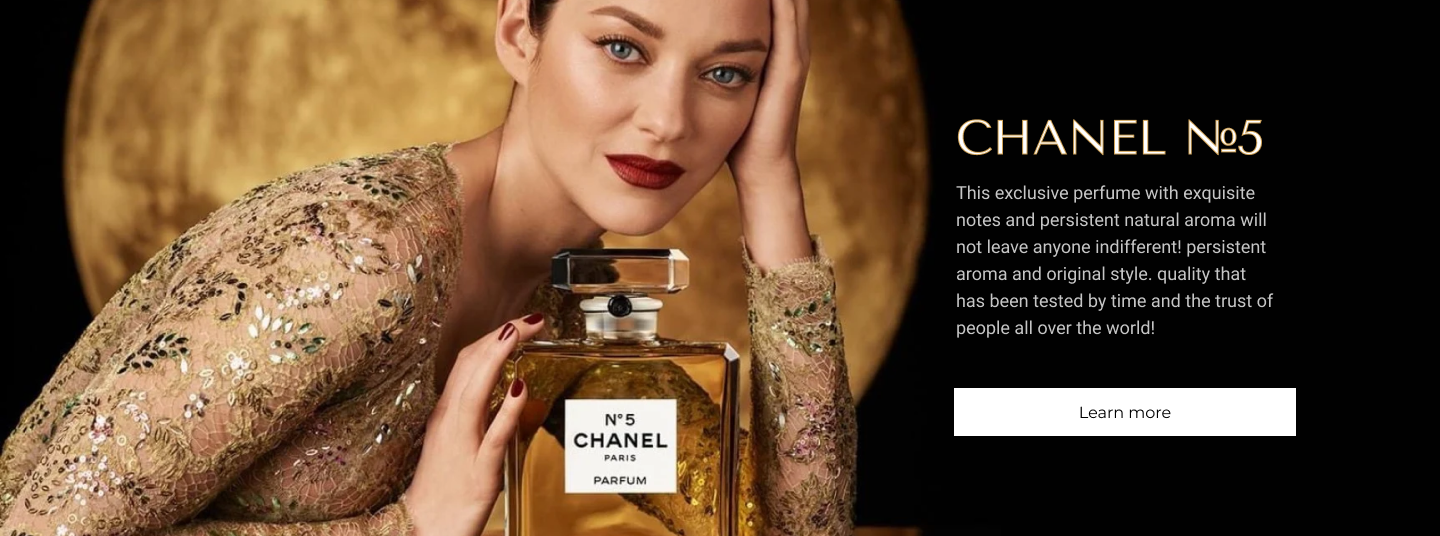 CHANEL №5
This exclusive perfume with exquisite
notes and persistent natural aroma will
not leave anyone indifferent! persistent
aroma and original style. quality that
has been tested by time and the trust of
people all over the world!
Learn more
N°5
CHANEL
PARIS
PARFUM